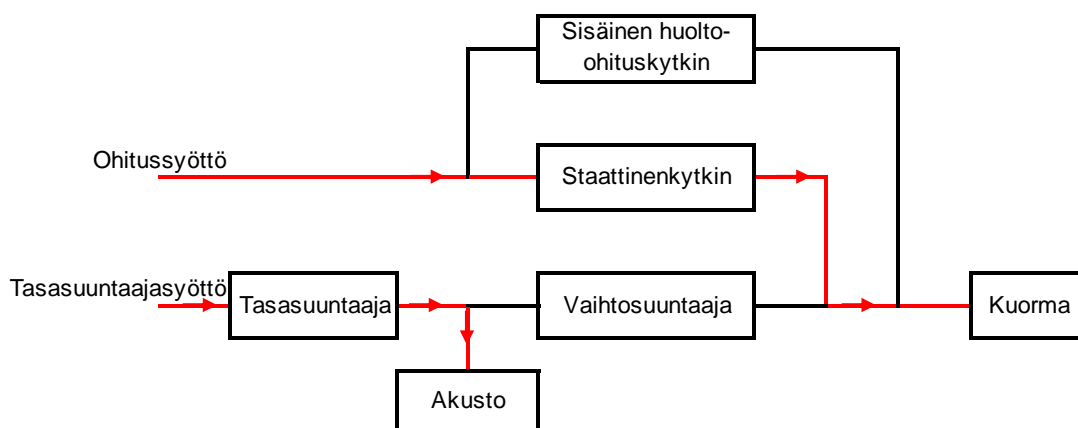 Sisäinen huolto-
ohituskytkin
Ohitussyöttö
Staattinenkytkin
Tasasuuntaajasyöttö
Tasasuuntaaja
Vaihtosuuntaaja
Kuorma
Akusto